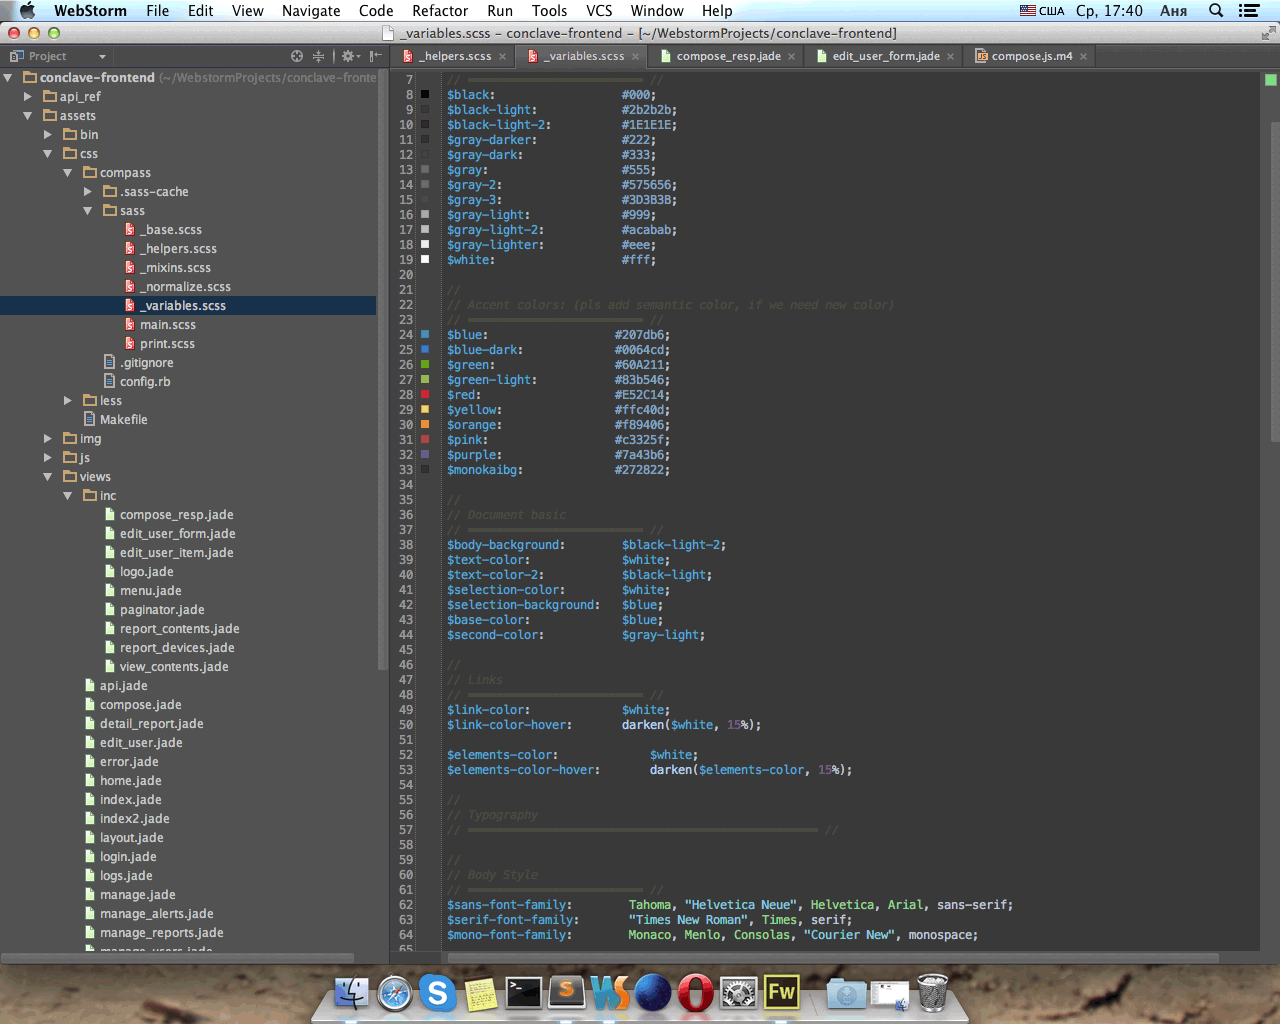 WebStorm File Edit View Navigate Code Refactor Run Tools VCS Window Help США Ср, 17:40 Аня
_variables.scss – conclave-frontend – [~/WebstormProjects/conclave-frontend]
Project
_helpers.scss _variables.scss compose_resp.jade edit_user_form.jade compose.js.m4
conclave-frontend (~/WebstormProjects/conclave-fronte
api_ref
assets
bin
css
compass
.sass-cache
sass
_base.scss
_helpers.scss
_mixins.scss
_normalize.scss
_variables.scss
main.scss
print.scss
.gitignore
config.rb
less
Makefile
img
js
views
inc
compose_resp.jade
edit_user_form.jade
edit_user_item.jade
logo.jade
menu.jade
paginator.jade
report_contents.jade
report_devices.jade
view_contents.jade
api.jade
compose.jade
detail_report.jade
edit_user.jade
error.jade
home.jade
index.jade
index2.jade
layout.jade
login.jade
logs.jade
manage.jade
manage_alerts.jade
manage_reports.jade
manage_users.jade
7 // ========================= //
8 $black: #000;
9 $black-light: #2b2b2b;
10 $black-light-2: #1E1E1E;
11 $gray-darker: #222;
12 $gray-dark: #333;
13 $gray: #555;
14 $gray-2: #575656;
15 $gray-3: #3D3B3B;
16 $gray-light: #999;
17 $gray-light-2: #acabab;
18 $gray-lighter: #eee;
19 $white: #fff;
20
21 //
22 // Accent colors: (pls add semantic color, if we need new color)
23 // ========================= //
24 $blue: #207db6;
25 $blue-dark: #0064cd;
26 $green: #60A211;
27 $green-light: #83b546;
28 $red: #E52C14;
29 $yellow: #ffc40d;
30 $orange: #f89406;
31 $pink: #c3325f;
32 $purple: #7a43b6;
33 $monokaibg: #272822;
34
35 //
36 // Document basic
37 // ========================= //
38 $body-background: $black-light-2;
39 $text-color: $white;
40 $text-color-2: $black-light;
41 $selection-color: $white;
42 $selection-background: $blue;
43 $base-color: $blue;
44 $second-color: $gray-light;
45
46 //
47 // Links
48 // ========================= //
49 $link-color: $white;
50 $link-color-hover: darken($white, 15%);
51
52 $elements-color: $white;
53 $elements-color-hover: darken($elements-color, 15%);
54
55 //
56 // Typography
57 // ================================================== //
58
59 //
60 // Body Style
61 // ========================= //
62 $sans-font-family: Tahoma, "Helvetica Neue", Helvetica, Arial, sans-serif;
63 $serif-font-family: "Times New Roman", Times, serif;
64 $mono-font-family: Monaco, Menlo, Consolas, "Courier New", monospace;
65
S >_ S WS Fw